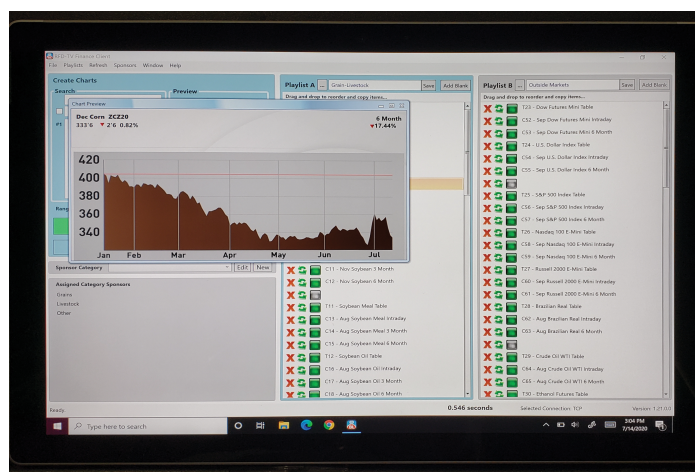 File Playlists Refresh Sponsors Window Help
Create Charts
Search
Preview
Chart Preview
Dec Corn ZCZ20
333'6 ▼ 2'6 0.82%
6 Month
▼17.44%
420
400
380
360
340
Jan Feb Mar Apr May Jun Jul
Sponsor Category
Edit New
Assigned Category Sponsors
Grains
Livestock
Other
Playlist A ... Grain-Livestock Save Add Blank
Drag and drop to reorder and copy items...
C11 - Nov Soybean 3 Month
C12 - Nov Soybean 6 Month
T11 - Soybean Meal Table
C13 - Aug Soybean Meal Intraday
C14 - Aug Soybean Meal 3 Month
C15 - Aug Soybean Meal 6 Month
T12 - Soybean Oil Table
C16 - Aug Soybean Oil Intraday
C17 - Aug Soybean Oil 3 Month
C18 - Aug Soybean Oil 6 Month
Playlist B ... Outside Markets Save Add Blank
Drag and drop to reorder and copy items...
T23 - Dow Futures Mini Table
C52 - Sep Dow Futures Mini Intraday
C53 - Sep Dow Futures Mini 6 Month
T24 - U.S. Dollar Index Table
C54 - Sep U.S. Dollar Index Intraday
C55 - Sep U.S. Dollar Index 6 Month
T25 - S&P 500 Index Table
C56 - Sep S&P 500 Index Intraday
C57 - Sep S&P 500 Index 6 Month
T26 - Nasdaq 100 E-Mini Table
C58 - Sep Nasdaq 100 E-Mini Intraday
C59 - Sep Nasdaq 100 E-Mini 6 Month
T27 - Russell 2000 E-Mini Table
C60 - Sep Russell 2000 E-Mini Intraday
C61 - Sep Russell 2000 E-Mini 6 Month
T28 - Brazilian Real Table
C62 - Aug Brazilian Real Intraday
C63 - Aug Brazilian Real 6 Month
T29 - Crude Oil WTI Table
C64 - Aug Crude Oil WTI Intraday
C65 - Aug Crude Oil WTI 6 Month
T30 - Ethanol Futures Table
Ready
0.546 seconds
Selected Connection: TCP
Version: 1.21.0.0
Type here to search
3:04 PM
7/14/2020